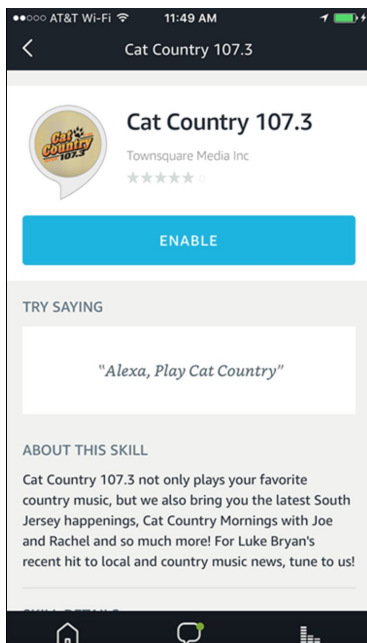 AT&T Wi-Fi 11:49 AM
Cat Country 107.3
Cat
Country
107.3
Cat Country 107.3
Townsquare Media Inc
0
ENABLE
TRY SAYING
"Alexa, Play Cat Country"
ABOUT THIS SKILL
Cat Country 107.3 not only plays your favorite
country music, but we also bring you the latest South
Jersey happenings, Cat Country Mornings with Joe
and Rachel and so much more! For Luke Bryan's
recent hit to local and country music news, tune to us!
SKILL DETAILS